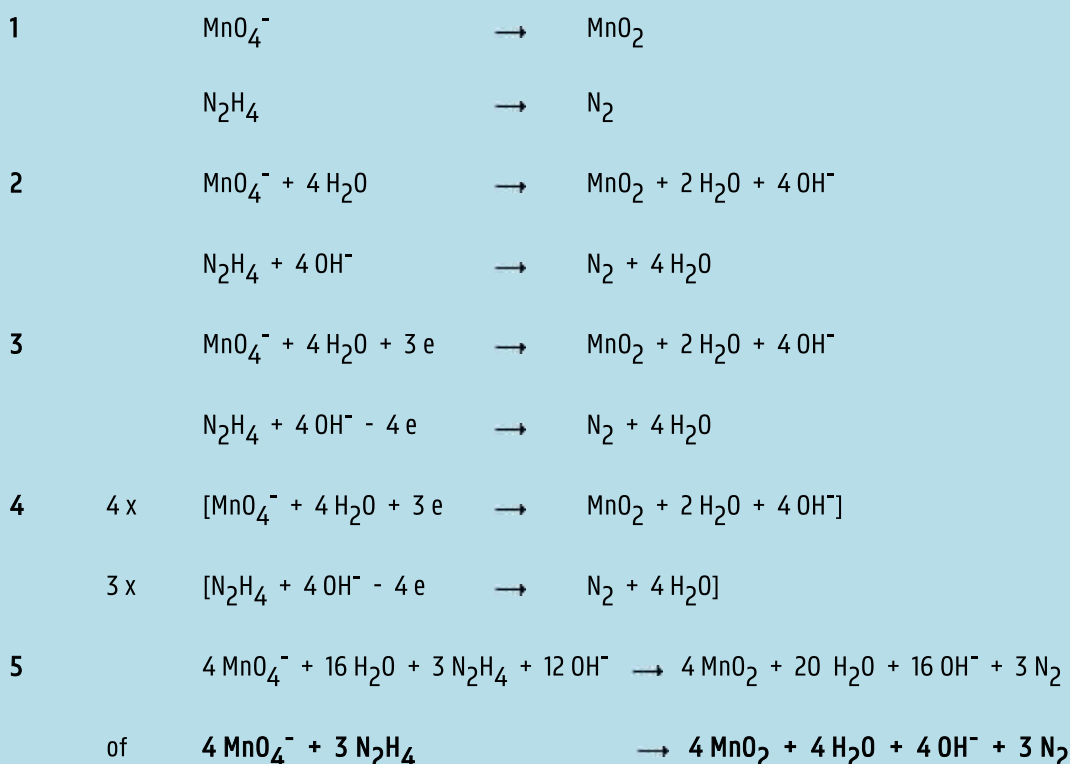 1 MnO₄⁻ → MnO₂
N₂H₄ → N₂
2 MnO₄⁻ + 4 H₂O → MnO₂ + 2 H₂O + 4 OH⁻
N₂H₄ + 4 OH⁻ → N₂ + 4 H₂O
3 MnO₄⁻ + 4 H₂O + 3 e → MnO₂ + 2 H₂O + 4 OH⁻
N₂H₄ + 4 OH⁻ - 4 e → N₂ + 4 H₂O
4 4 x [MnO₄⁻ + 4 H₂O + 3 e → MnO₂ + 2 H₂O + 4 OH⁻]
3 x [N₂H₄ + 4 OH⁻ - 4 e → N₂ + 4 H₂O]
5 4 MnO₄⁻ + 16 H₂O + 3 N₂H₄ + 12 OH⁻ → 4 MnO₂ + 20 H₂O + 16 OH⁻ + 3 N₂
of 4 MnO₄⁻ + 3 N₂H₄ → 4 MnO₂ + 4 H₂O + 4 OH⁻ + 3 N₂